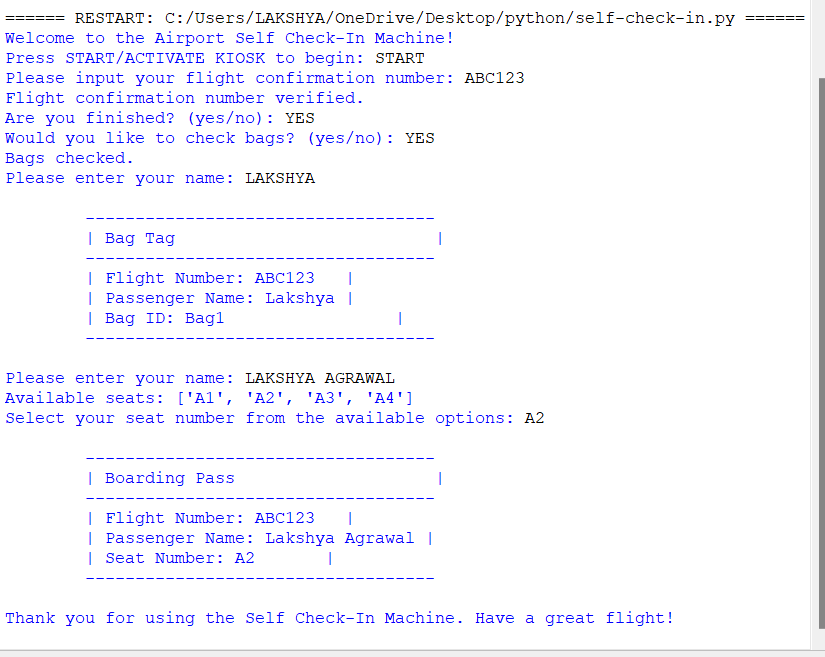 ====== RESTART: C:/Users/LAKSHYA/OneDrive/Desktop/python/self-check-in.py ======
Welcome to the Airport Self Check-In Machine!
Press START/ACTIVATE KIOSK to begin: START
Please input your flight confirmation number: ABC123
Flight confirmation number verified.
Are you finished? (yes/no): YES
Would you like to check bags? (yes/no): YES
Bags checked.
Please enter your name: LAKSHYA

        -----------------------------------
        | Bag Tag                          |
        -----------------------------------
        | Flight Number: ABC123   |
        | Passenger Name: Lakshya |
        | Bag ID: Bag1                 |
        -----------------------------------

Please enter your name: LAKSHYA AGRAWAL
Available seats: ['A1', 'A2', 'A3', 'A4']
Select your seat number from the available options: A2

        -----------------------------------
        | Boarding Pass                    |
        -----------------------------------
        | Flight Number: ABC123   |
        | Passenger Name: Lakshya Agrawal |
        | Seat Number: A2       |
        -----------------------------------

Thank you for using the Self Check-In Machine. Have a great flight!